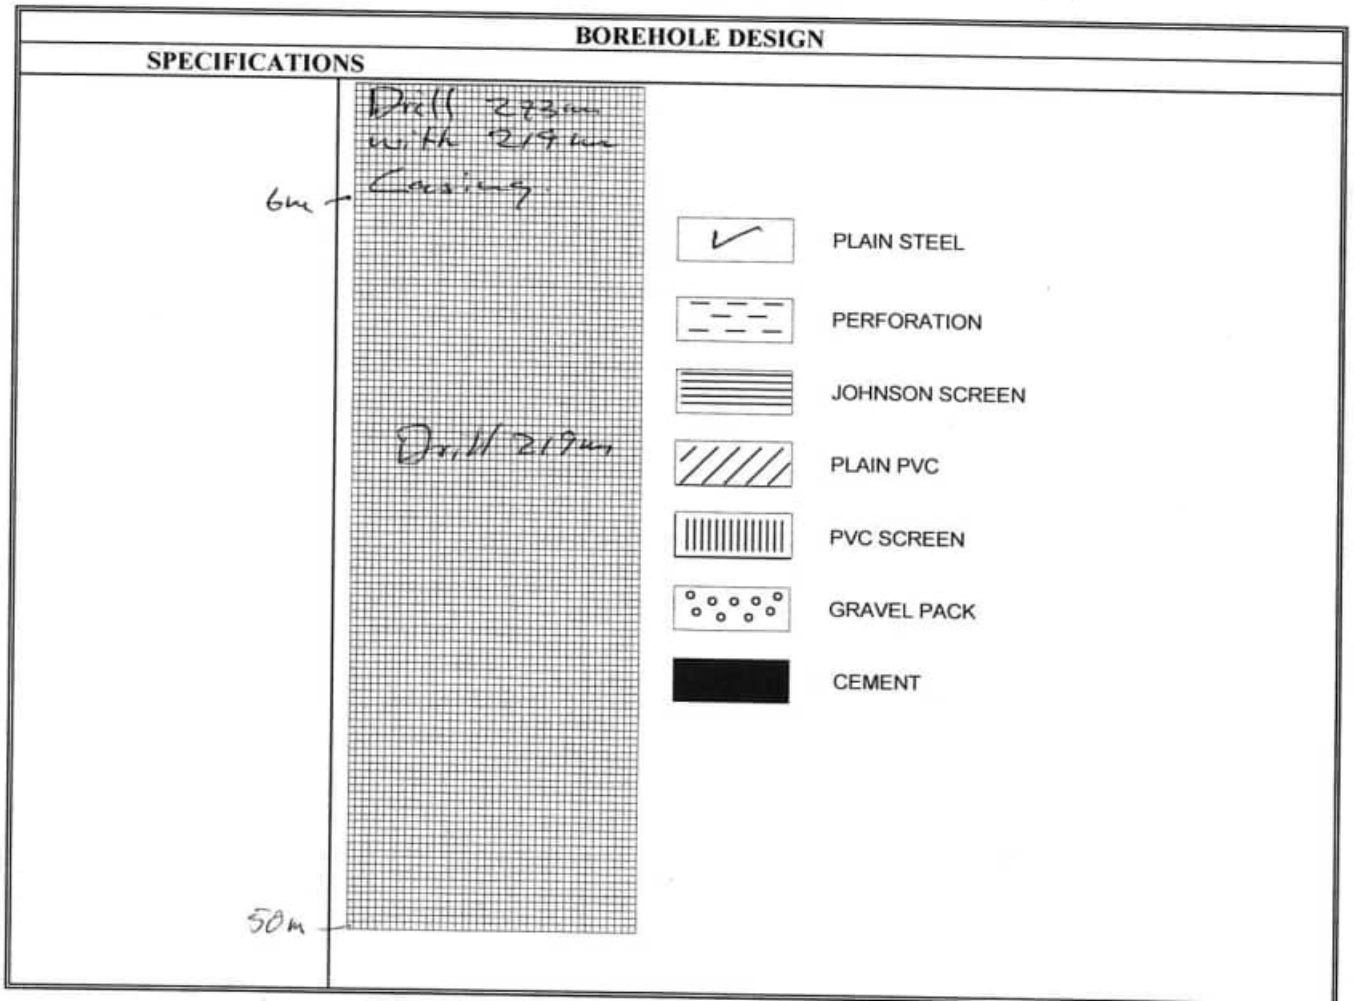 BOREHOLE DESIGN
SPECIFICATIONS
Drill 273mm
with 219mm
Casing.
6m
PLAIN STEEL
PERFORATION
JOHNSON SCREEN
Drill 219mm
PLAIN PVC
PVC SCREEN
GRAVEL PACK
CEMENT
50m